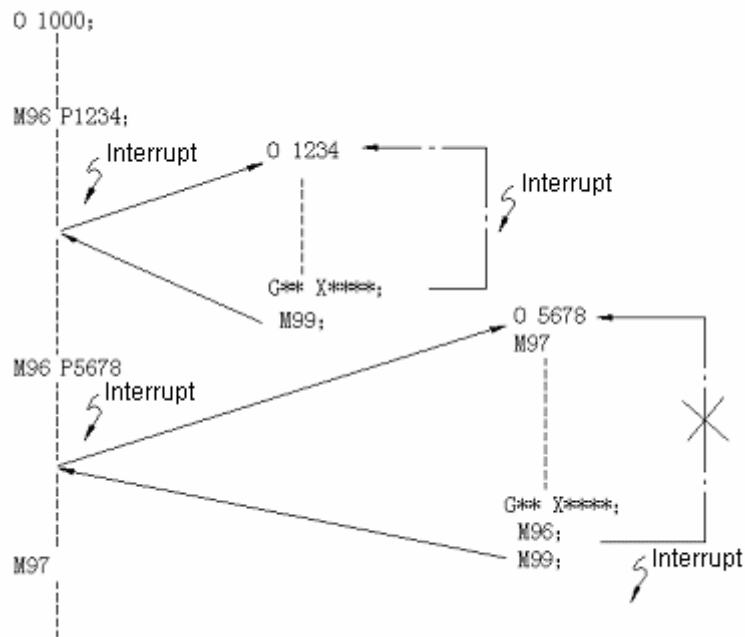 O 1000;
M96 P1234;
Interrupt
O 1234
Interrupt
G** X****;
M99;
O 5678
M97
M96 P5678
Interrupt
G** X****;
M96;
M99;
Interrupt
M97